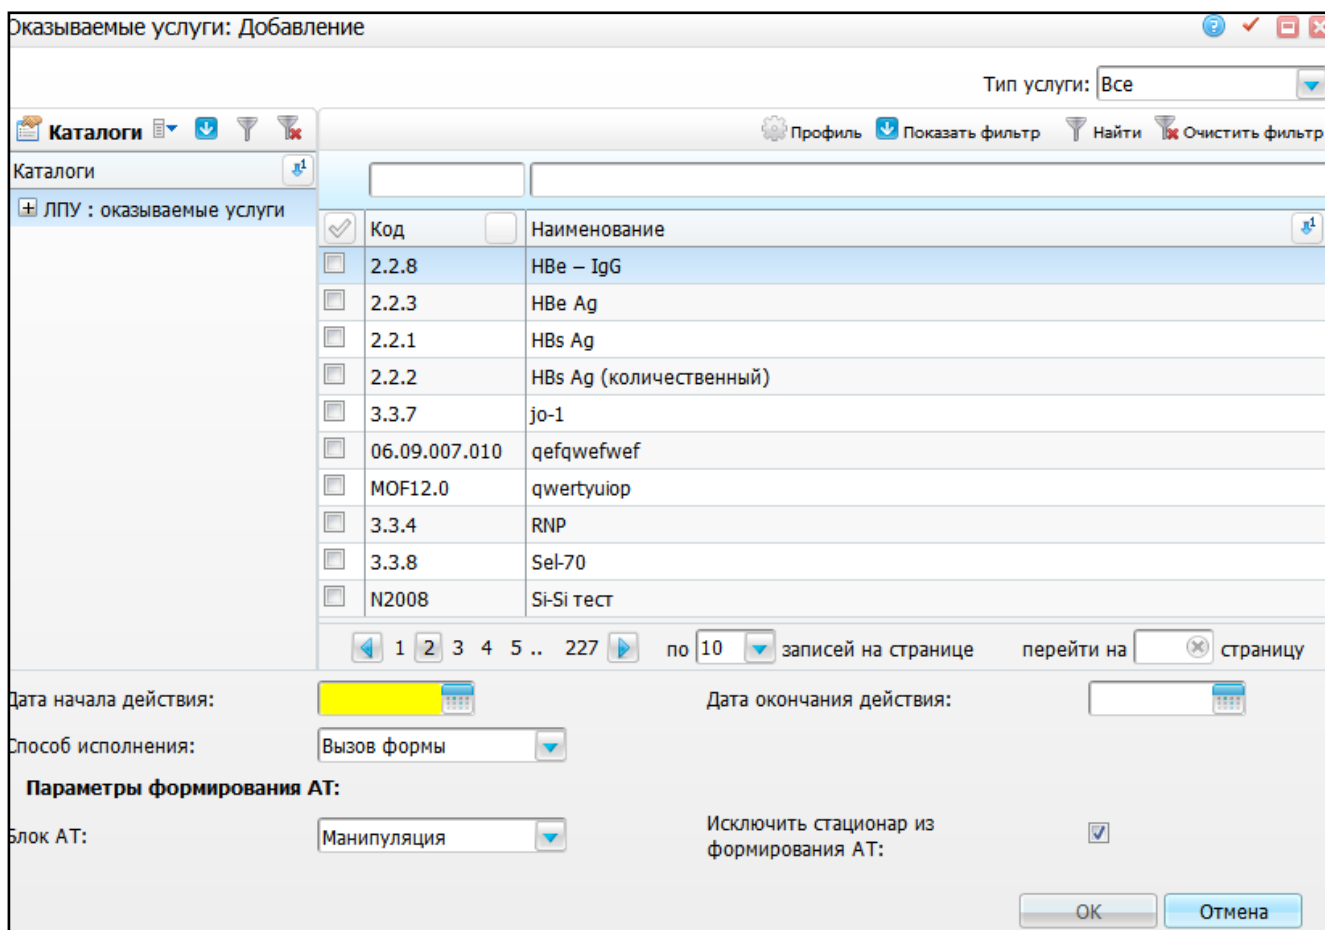 Оказываемые услуги: Добавление
Тип услуги: Все
Каталоги
Профиль Показать фильтр Найти Очистить фильтр
Каталоги 1
ЛПУ : оказываемые услуги
Код Наименование 1
2.2.8 HBe – IgG
2.2.3 HBe Ag
2.2.1 HBs Ag
2.2.2 HBs Ag (количественный)
3.3.7 jo-1
06.09.007.010 qefqwefwef
MOF12.0 qwertyuiop
3.3.4 RNP
3.3.8 Sel-70
N2008 Si-Si тест
1 2 3 4 5 .. 227 по 10 записей на странице перейти на страницу
Дата начала действия: Дата окончания действия:
Способ исполнения: Вызов формы
Параметры формирования АТ:
Блок АТ: Манипуляция Исключить стационар из
формирования АТ:
ОК Отмена